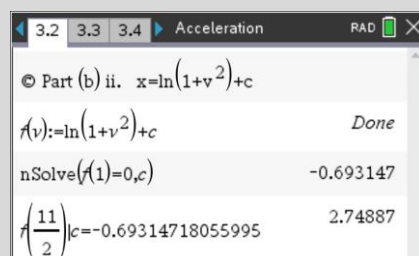 3.2 3.3 3.4 Acceleration RAD
© Part (b) ii. x=ln(1+v²)+c
f(v):=ln(1+v²)+c Done
nSolve(f(1)=0,c) -0.693147
f(11/2)|c=-0.69314718055995 2.74887